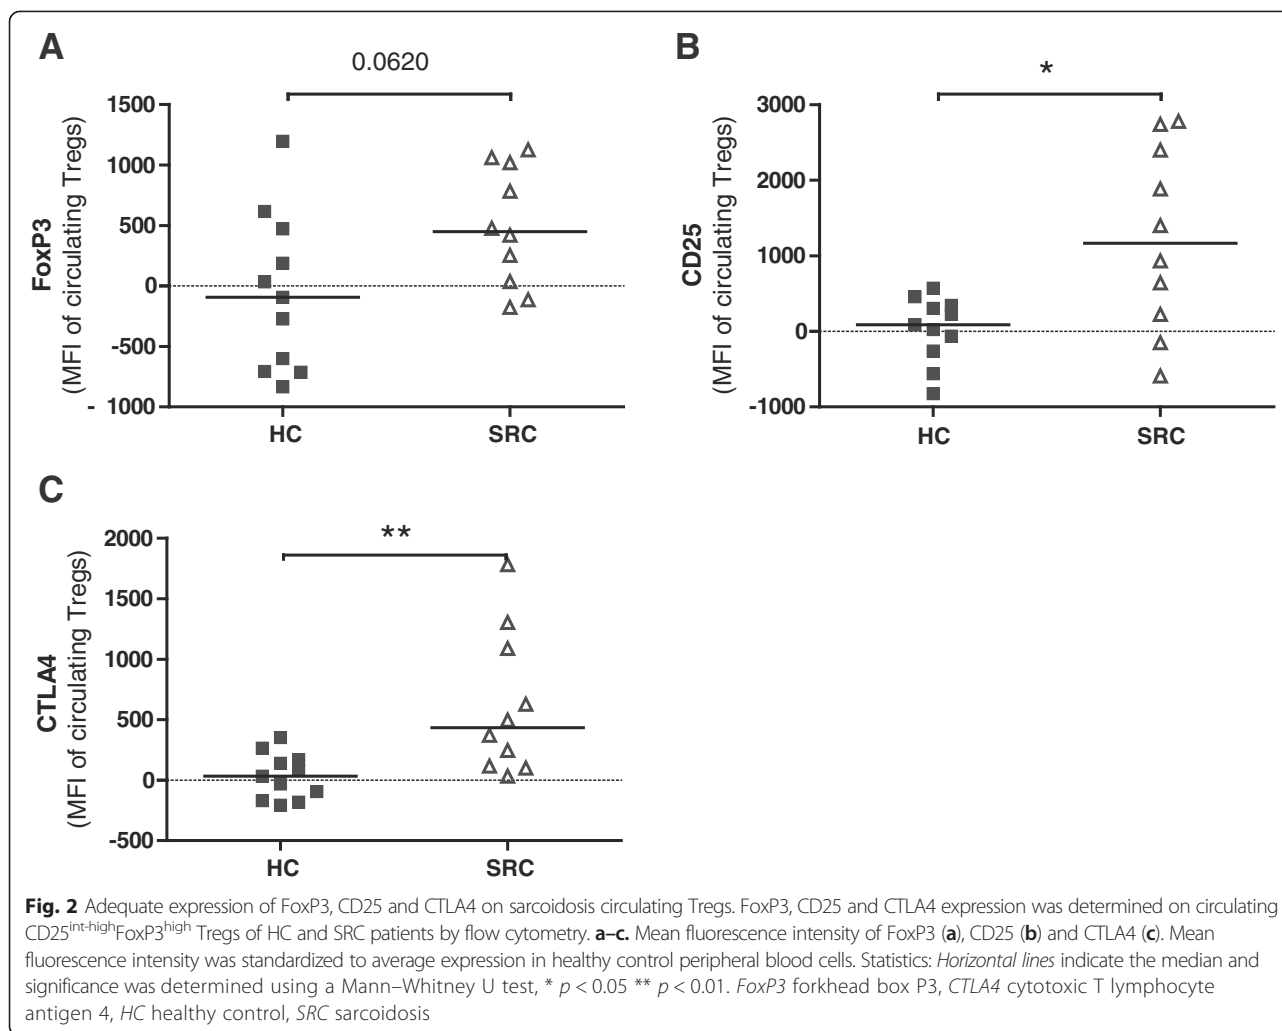 A
0.0620
FoxP3
(MFI of circulating Tregs)
1500
1000
500
0
-500
- 1000
HC
SRC
B
*
CD25
(MFI of circulating Tregs)
3000
2000
1000
0
-1000
HC
SRC
C
**
CTLA4
(MFI of circulating Tregs)
2000
1500
1000
500
0
-500
HC
SRC
Fig. 2 Adequate expression of FoxP3, CD25 and CTLA4 on sarcoidosis circulating Tregs. FoxP3, CD25 and CTLA4 expression was determined on circulating
CD25int-highFoxP3high Tregs of HC and SRC patients by flow cytometry. a–c. Mean fluorescence intensity of FoxP3 (a), CD25 (b) and CTLA4 (c). Mean
fluorescence intensity was standardized to average expression in healthy control peripheral blood cells. Statistics: Horizontal lines indicate the median and
significance was determined using a Mann–Whitney U test, * p < 0.05 ** p < 0.01. FoxP3 forkhead box P3, CTLA4 cytotoxic T lymphocyte
antigen 4, HC healthy control, SRC sarcoidosis